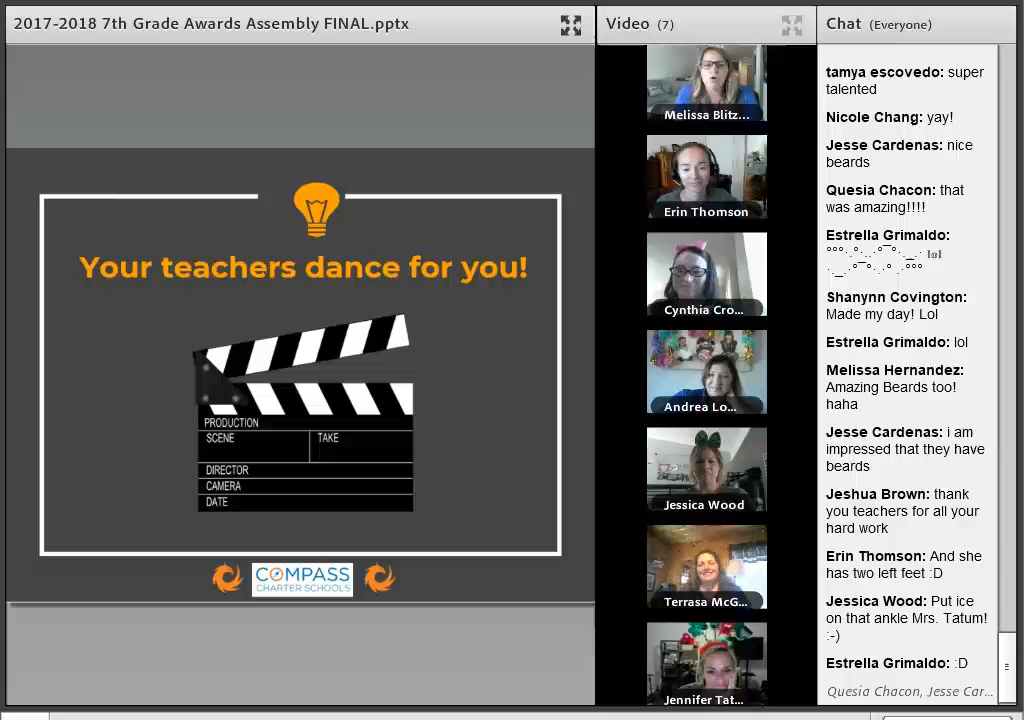 2017-2018 7th Grade Awards Assembly FINAL.pptx
Your teachers dance for you!
PRODUCTION
SCENE TAKE
DIRECTOR
CAMERA
DATE
COMPASS
CHARTER SCHOOLS
Video (7)
Melissa Blitz...
Erin Thomson
Cynthia Cro...
Andrea Lo...
Jessica Wood
Terrasa McG...
Jennifer Tat...
Chat (Everyone)
tamya escovedo: super
talented
Nicole Chang: yay!
Jesse Cardenas: nice
beards
Quesia Chacon: that
was amazing!!!!
Estrella Grimaldo:
Shanynn Covington:
Made my day! Lol
Estrella Grimaldo: lol
Melissa Hernandez:
Amazing Beards too!
haha
Jesse Cardenas: i am
impressed that they have
beards
Jeshua Brown: thank
you teachers for all your
hard work
Erin Thomson: And she
has two left feet :D
Jessica Wood: Put ice
on that ankle Mrs. Tatum!
:-)
Estrella Grimaldo: :D
Quesia Chacon, Jesse Car...